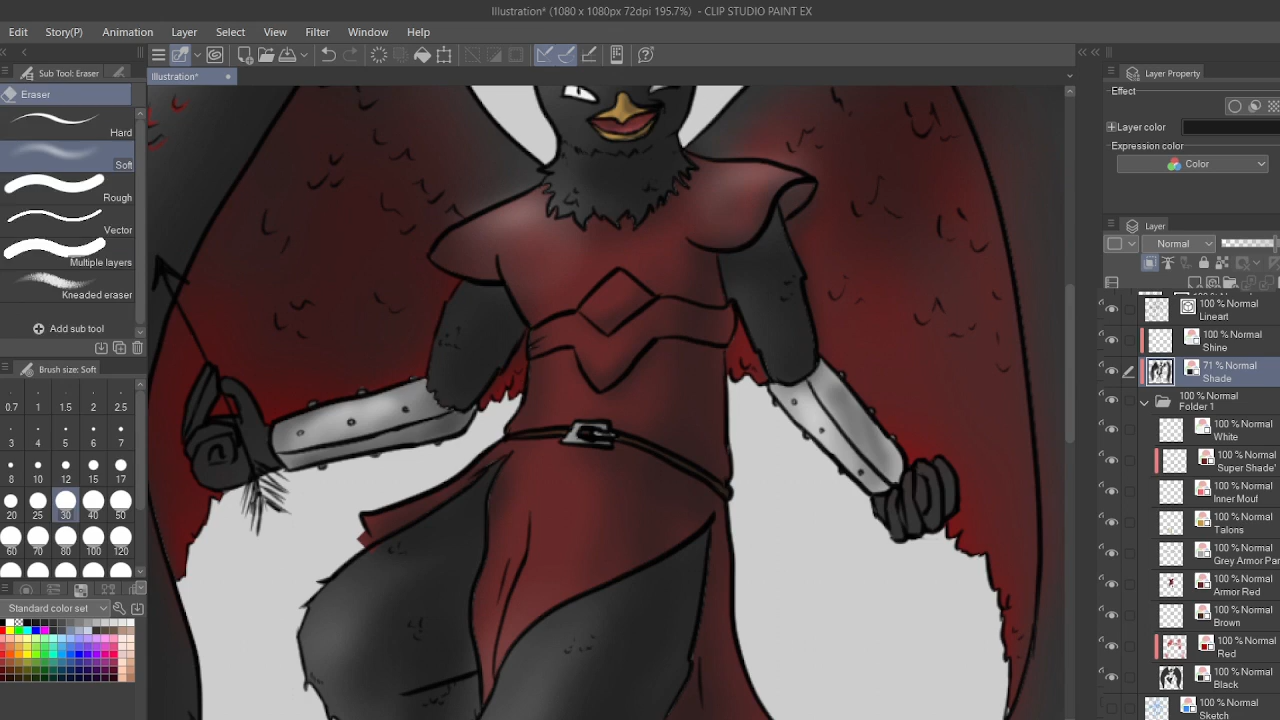 Illustration* (1080 x 1080px 72dpi 195.7%) - CLIP STUDIO PAINT EX
Edit Story(P) Animation Layer Select View Filter Window Help
Sub Tool: Eraser
Illustration*
Eraser
Hard
Soft
Rough
Vector
Multiple layers
Kneaded eraser
Add sub tool
Brush size: Soft
0.7 1 1.5 2 2.5
3 4 5 6 7
8 10 12 15 17
20 25 30 40 50
60 70 80 100 120
Standard color set
Layer Property
Effect
Layer color
Expression color
Color
Layer
Normal
100 % Normal
Lineart
100 % Normal
Shine
71 % Normal
Shade
100 % Normal
Folder 1
100 % Normal
White
100 % Normal
Super Shade
100 % Normal
Inner Mouf
100 % Normal
Talons
100 % Normal
Grey Armor Par
100 % Normal
Armor Red
100 % Normal
Brown
100 % Normal
Red
100 % Normal
Black
100 % Normal
Sketch